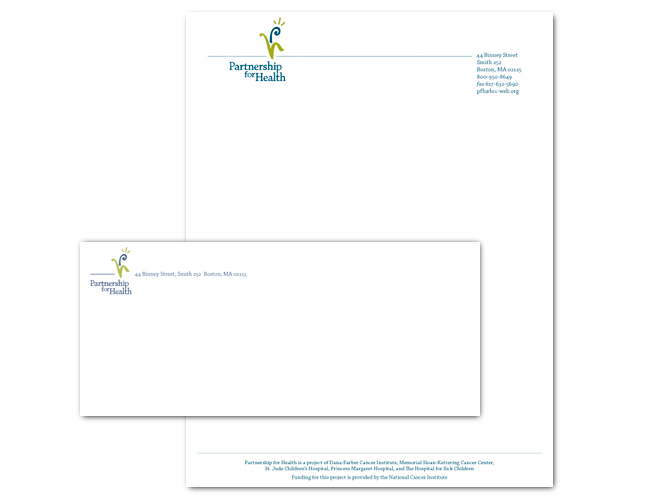 Partnership
for Health
44 Binney Street
Smith 252
Boston, MA 02115
800-950-8649
fax 617-632-5690
pfh@hcc-web.org
Partnership
for Health
44 Binney Street, Smith 252 Boston, MA 02115
Partnership for Health is a project of Dana-Farber Cancer Institute, Memorial Sloan-Kettering Cancer Center,
St. Jude Children's Hospital, Princess Margaret Hospital, and The Hospital for Sick Children
Funding for this project is provided by the National Cancer Institute